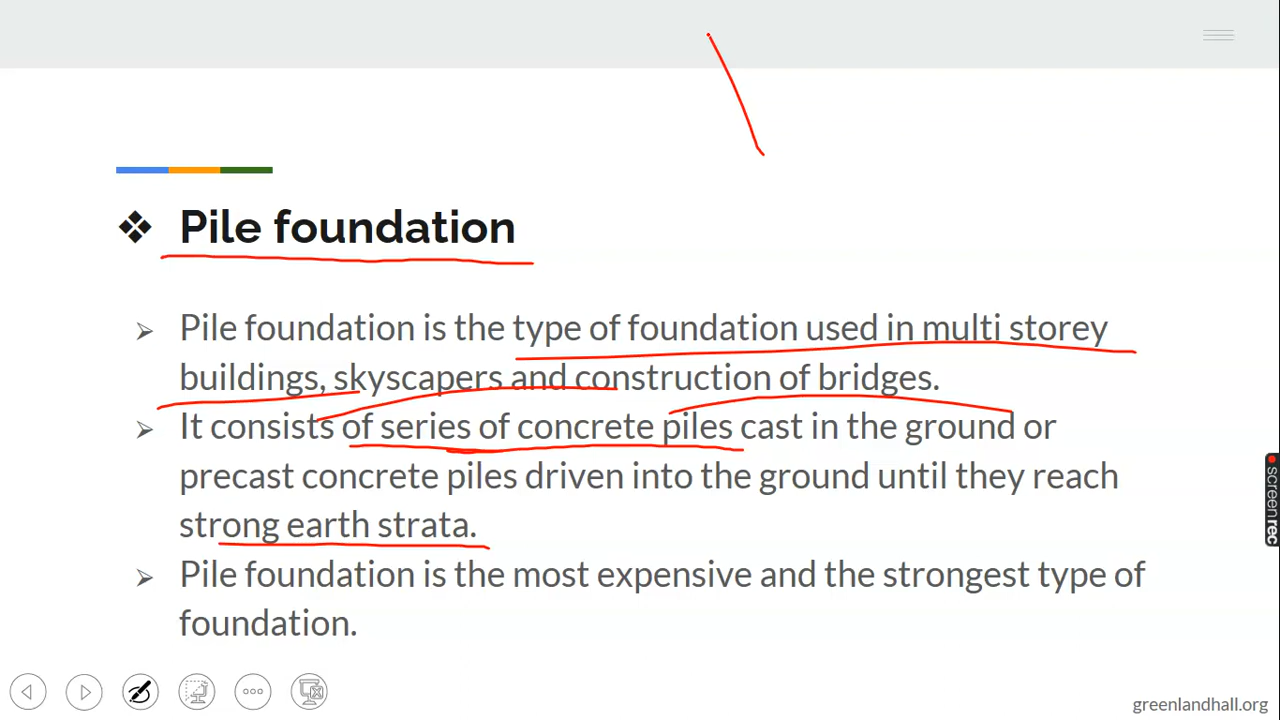 Pile foundation
Pile foundation is the type of foundation used in multi storey
buildings, skyscapers and construction of bridges.
It consists of series of concrete piles cast in the ground or
precast concrete piles driven into the ground until they reach
strong earth strata.
Pile foundation is the most expensive and the strongest type of
foundation.
screenrec
greenlandhall.org